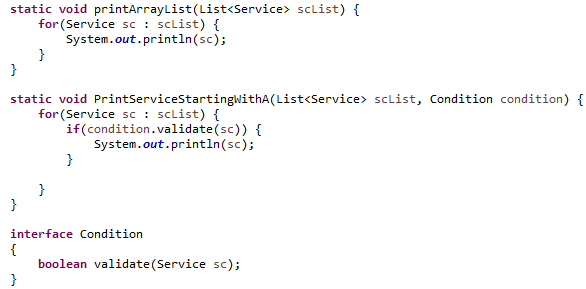 static void printArrayList(List<Service> scList) {
    for(Service sc : scList) {
        System.out.println(sc);
    }
}

static void PrintServiceStartingWithA(List<Service> scList, Condition condition) {
    for(Service sc : scList) {
        if(condition.validate(sc)) {
            System.out.println(sc);
        }

    }
}

interface Condition
{
    boolean validate(Service sc);
}